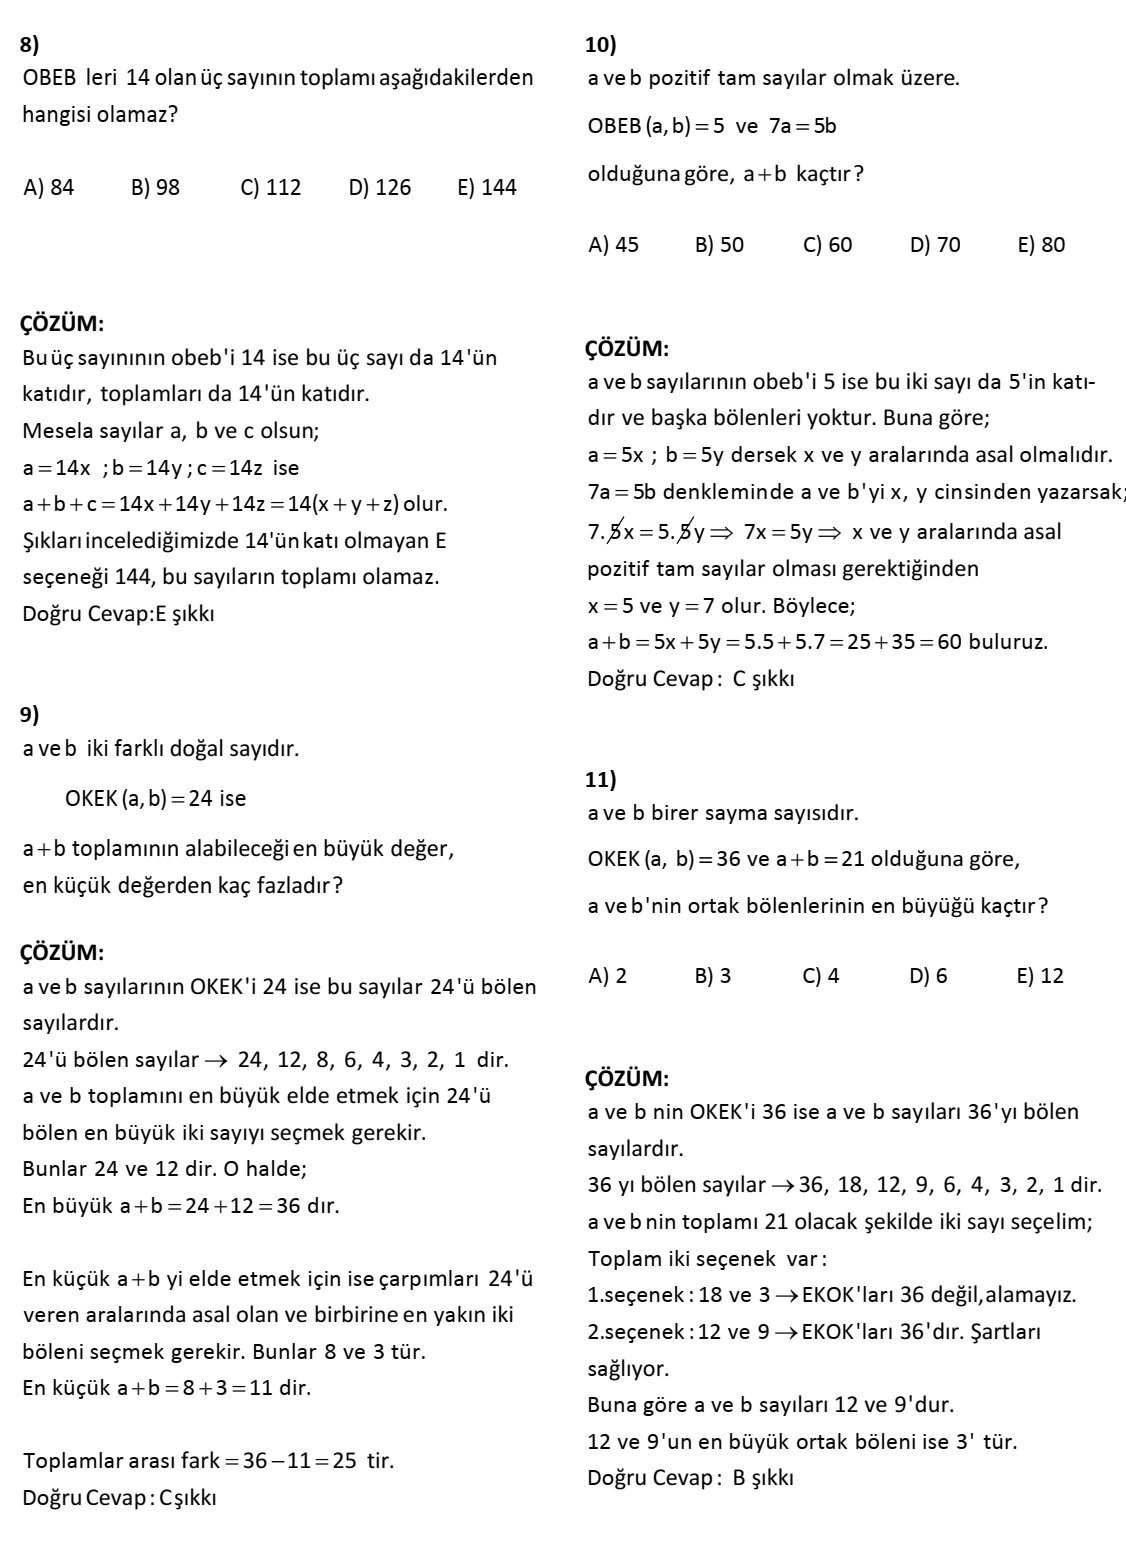 8)
OBEB leri 14 olan üç sayının toplamı aşağıdakilerden
hangisi olamaz?
A) 84 B) 98 C) 112 D) 126 E) 144
ÇÖZÜM:
Bu üç sayınının obeb'i 14 ise bu üç sayı da 14'ün
katıdır, toplamları da 14'ün katıdır.
Mesela sayılar a, b ve c olsun;
a = 14x ; b = 14y ; c = 14z ise
a + b + c = 14x + 14y + 14z = 14(x + y + z) olur.
Şıkları incelediğimizde 14'ün katı olmayan E
seçeneği 144, bu sayıların toplamı olamaz.
Doğru Cevap:E şıkkı
9)
a ve b iki farklı doğal sayıdır.
OKEK (a, b) = 24 ise
a + b toplamının alabileceği en büyük değer,
en küçük değerden kaç fazladır?
ÇÖZÜM:
a ve b sayılarının OKEK'i 24 ise bu sayılar 24'ü bölen
sayılardır.
24'ü bölen sayılar → 24, 12, 8, 6, 4, 3, 2, 1 dir.
a ve b toplamını en büyük elde etmek için 24'ü
bölen en büyük iki sayıyı seçmek gerekir.
Bunlar 24 ve 12 dir. O halde;
En büyük a + b = 24 + 12 = 36 dır.
En küçük a + b yi elde etmek için ise çarpımları 24'ü
veren aralarında asal olan ve birbirine en yakın iki
böleni seçmek gerekir. Bunlar 8 ve 3 tür.
En küçük a + b = 8 + 3 = 11 dir.
Toplamlar arası fark = 36 − 11 = 25 tir.
Doğru Cevap : C şıkkı
10)
a ve b pozitif tam sayılar olmak üzere.
OBEB (a, b) = 5 ve 7a = 5b
olduğuna göre, a + b kaçtır?
A) 45 B) 50 C) 60 D) 70 E) 80
ÇÖZÜM:
a ve b sayılarının obeb'i 5 ise bu iki sayı da 5'in katı-
dır ve başka bölenleri yoktur. Buna göre;
a = 5x ; b = 5y dersek x ve y aralarında asal olmalıdır.
7a = 5b denkleminde a ve b'yi x, y cinsinden yazarsak;
7.5x = 5.5y ⇒ 7x = 5y ⇒ x ve y aralarında asal
pozitif tam sayılar olması gerektiğinden
x = 5 ve y = 7 olur. Böylece;
a + b = 5x + 5y = 5.5 + 5.7 = 25 + 35 = 60 buluruz.
Doğru Cevap : C şıkkı
11)
a ve b birer sayma sayısıdır.
OKEK (a, b) = 36 ve a + b = 21 olduğuna göre,
a ve b'nin ortak bölenlerinin en büyüğü kaçtır?
A) 2 B) 3 C) 4 D) 6 E) 12
ÇÖZÜM:
a ve b nin OKEK'i 36 ise a ve b sayıları 36'yı bölen
sayılardır.
36 yı bölen sayılar → 36, 18, 12, 9, 6, 4, 3, 2, 1 dir.
a ve b nin toplamı 21 olacak şekilde iki sayı seçelim;
Toplam iki seçenek var :
1.seçenek : 18 ve 3 → EKOK'ları 36 değil,alamayız.
2.seçenek : 12 ve 9 → EKOK'ları 36'dır. Şartları
sağlıyor.
Buna göre a ve b sayıları 12 ve 9'dur.
12 ve 9'un en büyük ortak böleni ise 3' tür.
Doğru Cevap : B şıkkı